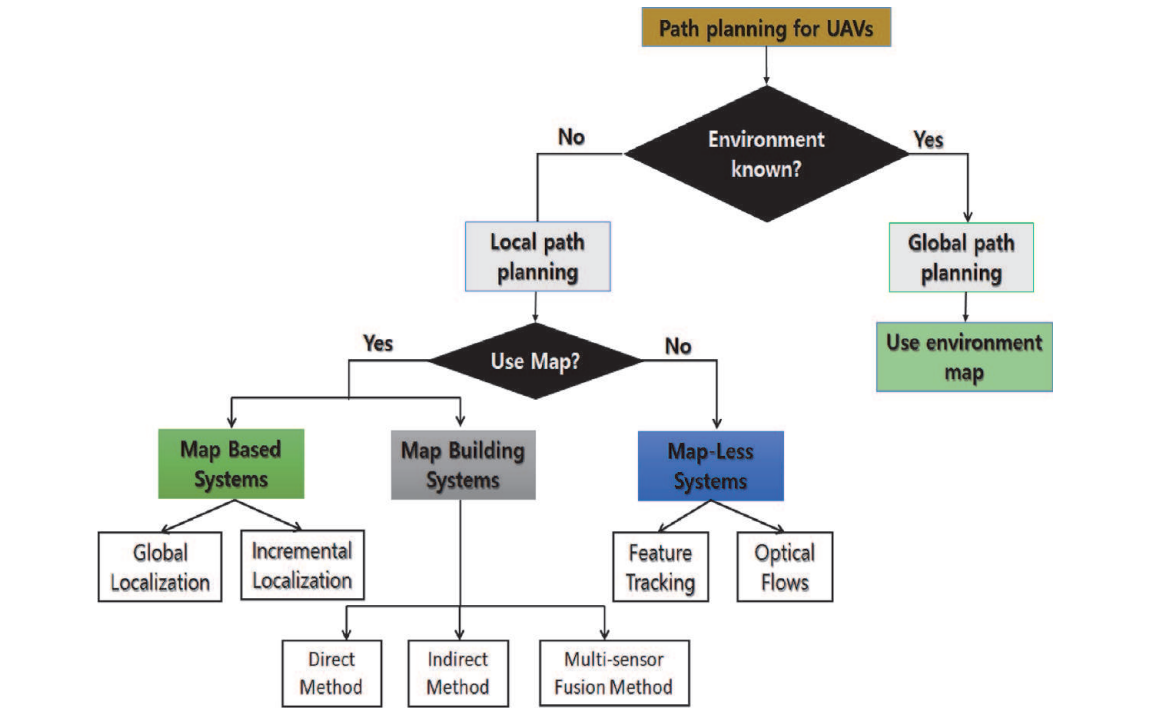 Path planning for UAVs
No
Environment
known?
Yes
Local path
planning
Global path
planning
Yes
Use Map?
No
Use environment
map
Map Based
Systems
Map Building
Systems
Map-Less
Systems
Global
Localization
Incremental
Localization
Feature
Tracking
Optical
Flows
Direct
Method
Indirect
Method
Multi-sensor
Fusion Method